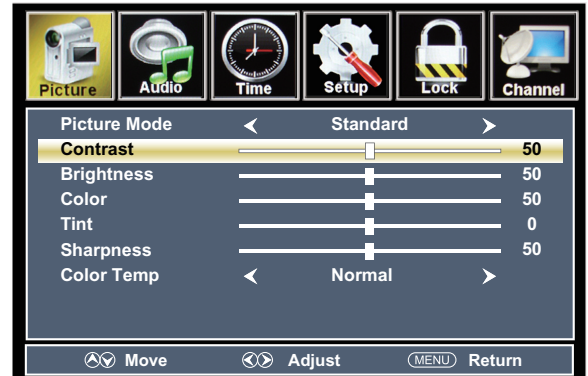 Picture Audio Time Setup Lock Channel
Picture Mode Standard
Contrast 50
Brightness 50
Color 50
Tint 0
Sharpness 50
Color Temp Normal
Move Adjust MENU Return